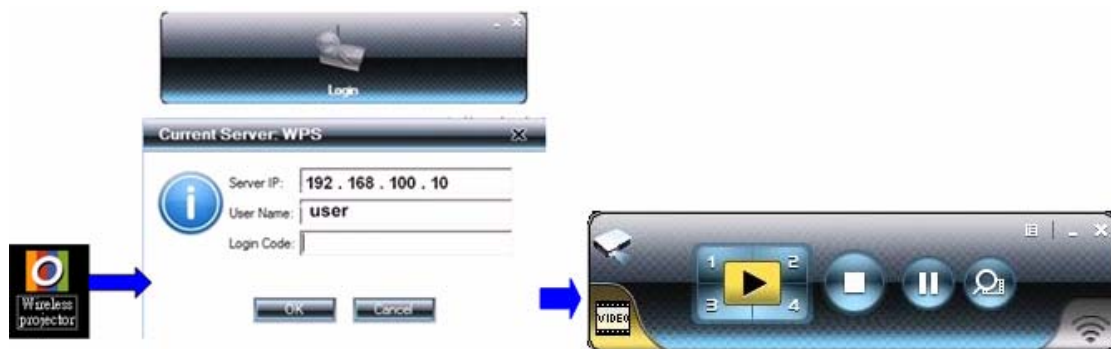 Login
Current Server: WPS
Server IP: 192 . 168 . 100 . 10
User Name: user
Login Code:
OK Cancel
Wireless
projector
1 2
3 4
VIDEO